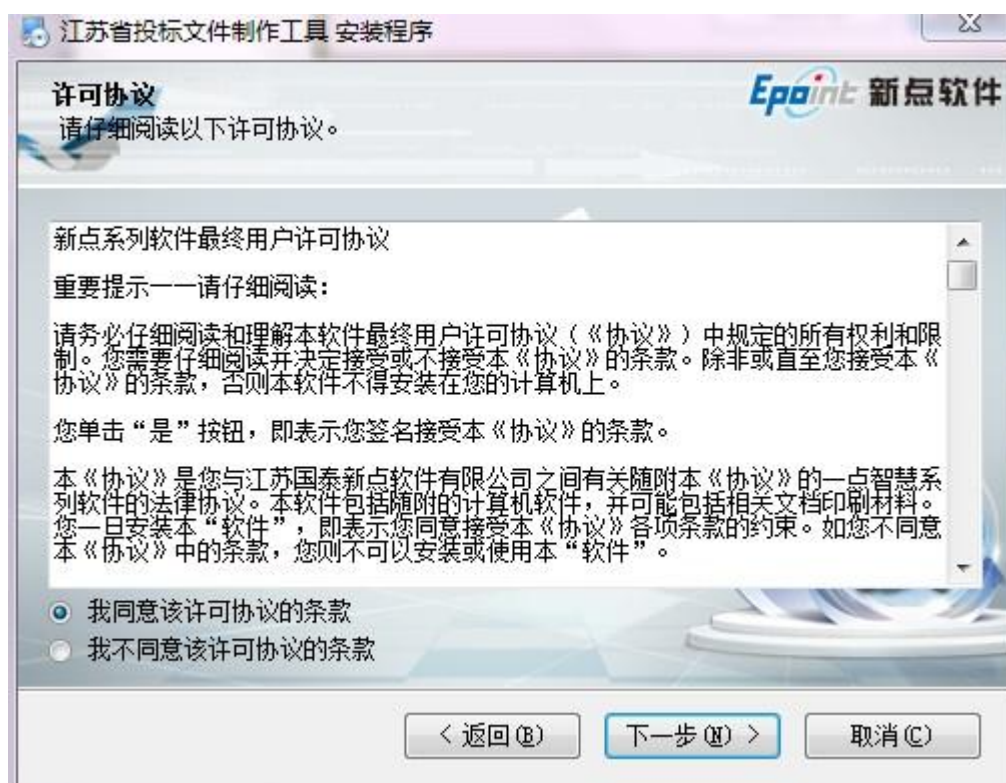 江苏省投标文件制作工具 安装程序
许可协议
Epoint 新点软件
请仔细阅读以下许可协议。
新点系列软件最终用户许可协议
重要提示——请仔细阅读：
请务必仔细阅读和理解本软件最终用户许可协议（《协议》）中规定的所有权利和限
制。您需要仔细阅读并决定接受或不接受本《协议》的条款。除非或直至您接受本《
协议》的条款，否则本软件不得安装在您的计算机上。
您单击“是”按钮，即表示您签名接受本《协议》的条款。
本《协议》是您与江苏国泰新点软件有限公司之间有关随附本《协议》的一点智慧系
列软件的法律协议。本软件包括随附的计算机软件，并可能包括相关文档印刷材料。
您一旦安装本“软件”，即表示您同意接受本《协议》各项条款的约束。如您不同意
本《协议》中的条款，您则不可以安装或使用本“软件”。
我同意该许可协议的条款
我不同意该许可协议的条款
< 返回(B)
下一步(N) >
取消(C)